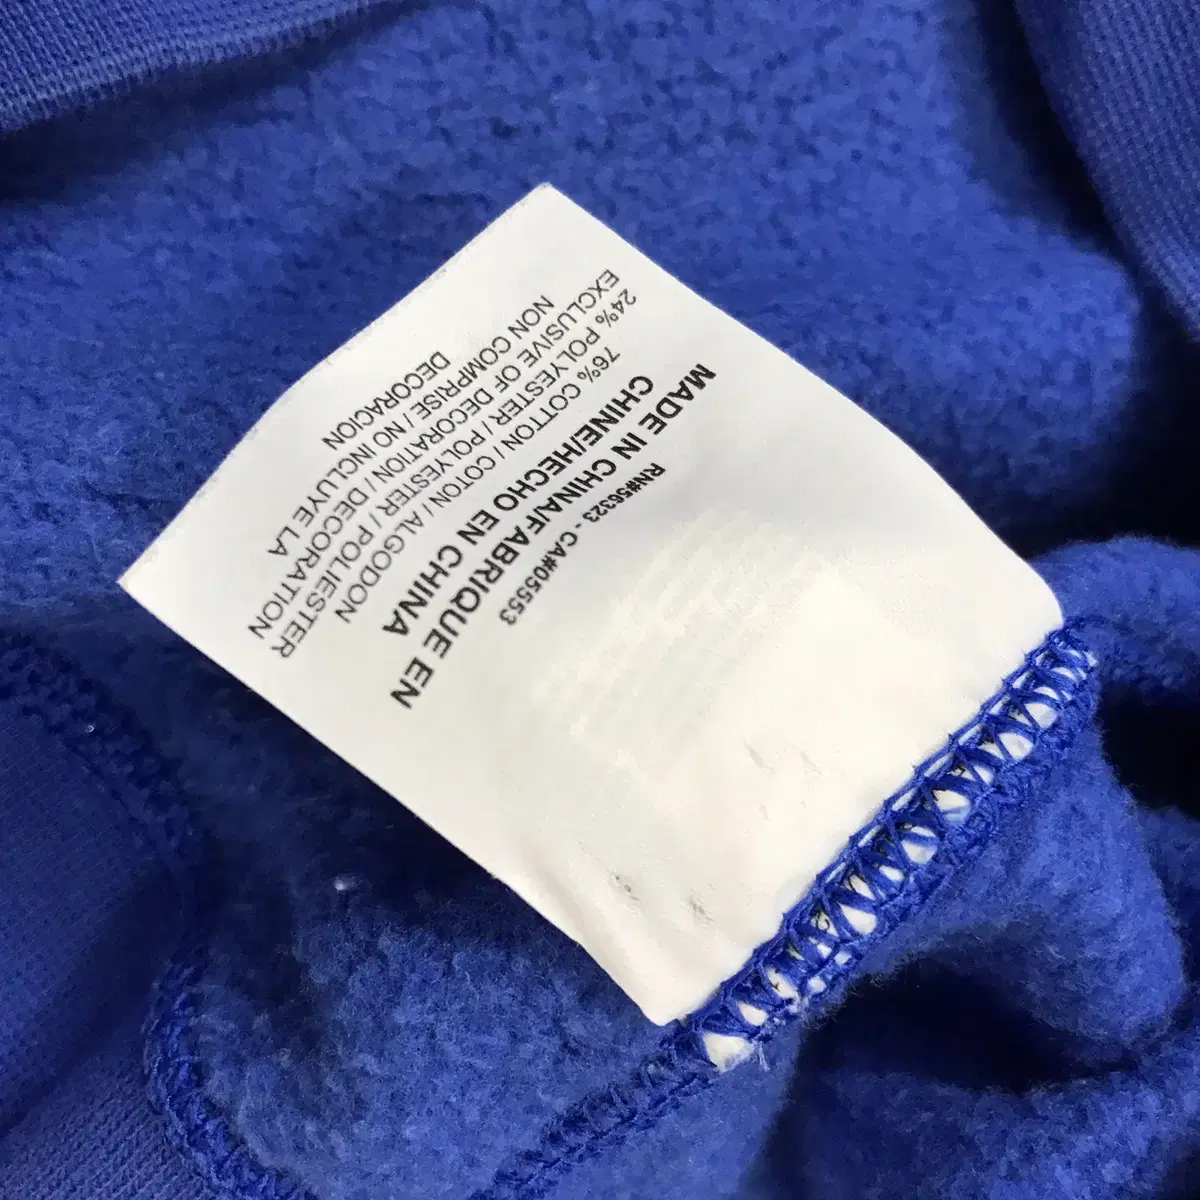 RN#56323 - CA#05553
MADE IN CHINA/FABRIQUE EN
CHINE/HECHO EN CHINA
76% COTTON / COTON / ALGODON
24% POLYESTER / POLYESTER / POLIESTER
EXCLUSIVE OF DECORATION / DECORATION
NON COMPRISE / NO INCLUYE LA
DECORACION